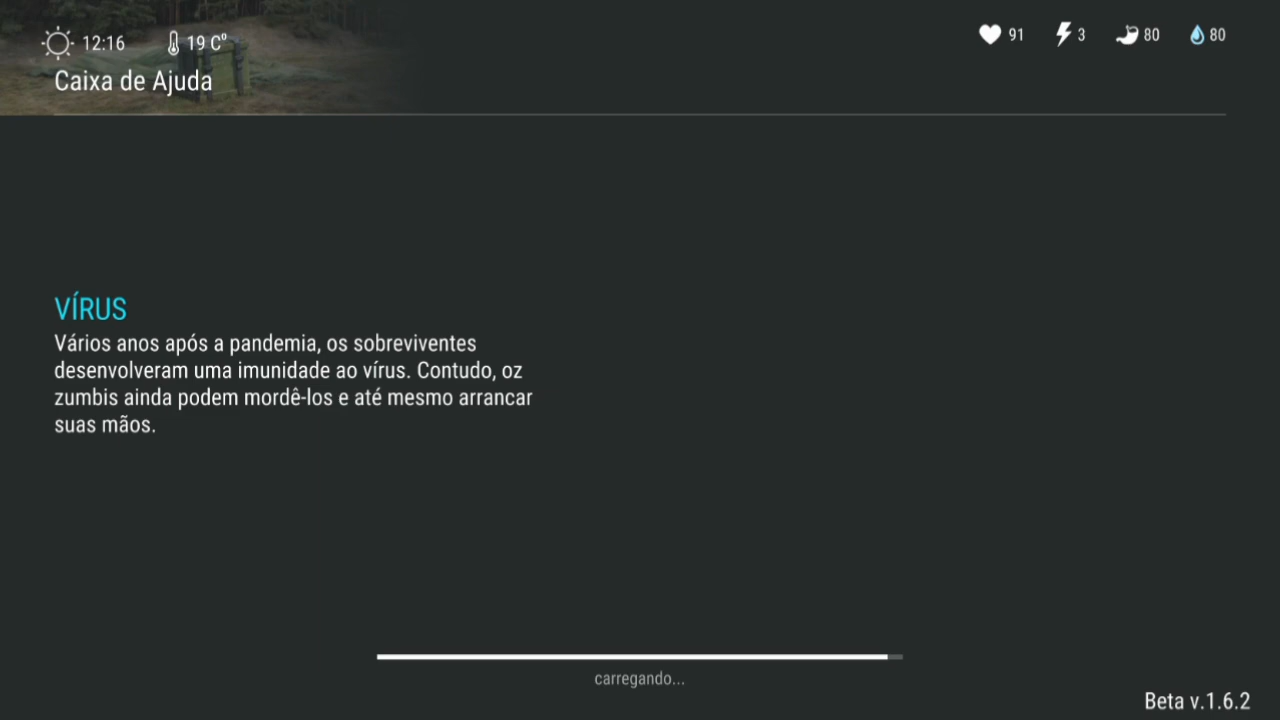 12:16 19 Cº 91 3 80 80
Caixa de Ajuda
VÍRUS
Vários anos após a pandemia, os sobreviventes
desenvolveram uma imunidade ao vírus. Contudo, oz
zumbis ainda podem mordê-los e até mesmo arrancar
suas mãos.
carregando...
Beta v.1.6.2